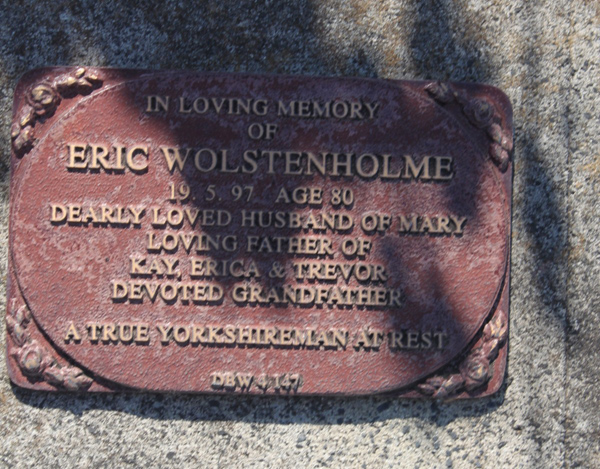 IN LOVING MEMORY
OF
ERIC WOLSTENHOLME
19. 5. 97 AGE 80
DEARLY LOVED HUSBAND OF MARY
LOVING FATHER OF
KAY, ERICA & TREVOR
DEVOTED GRANDFATHER
A TRUE YORKSHIREMAN AT REST